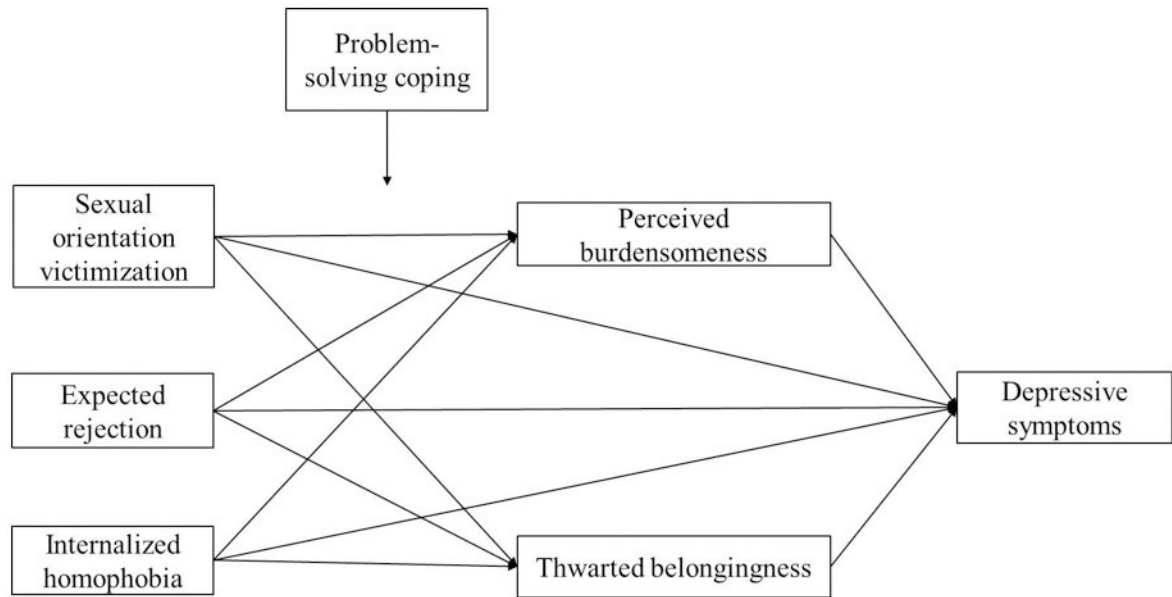 Problem-
solving coping
Sexual
orientation
victimization
Perceived
burdensomeness
Expected
rejection
Depressive
symptoms
Internalized
homophobia
Thwarted belongingness